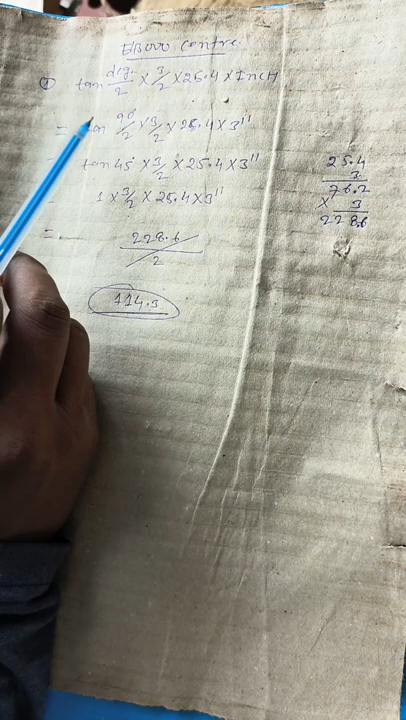 EBOW Centre
① tan deg./2 × 3/2 × 25.4 × INCH
= tan 90°/2 × 3/2 × 25.4 × 3"
= tan 45° × 3/2 × 25.4 × 3"
= 1 × 3/2 × 25.4 × 3"
= 228.6/2
114.3
25.4
3
76.2
× 3
228.6